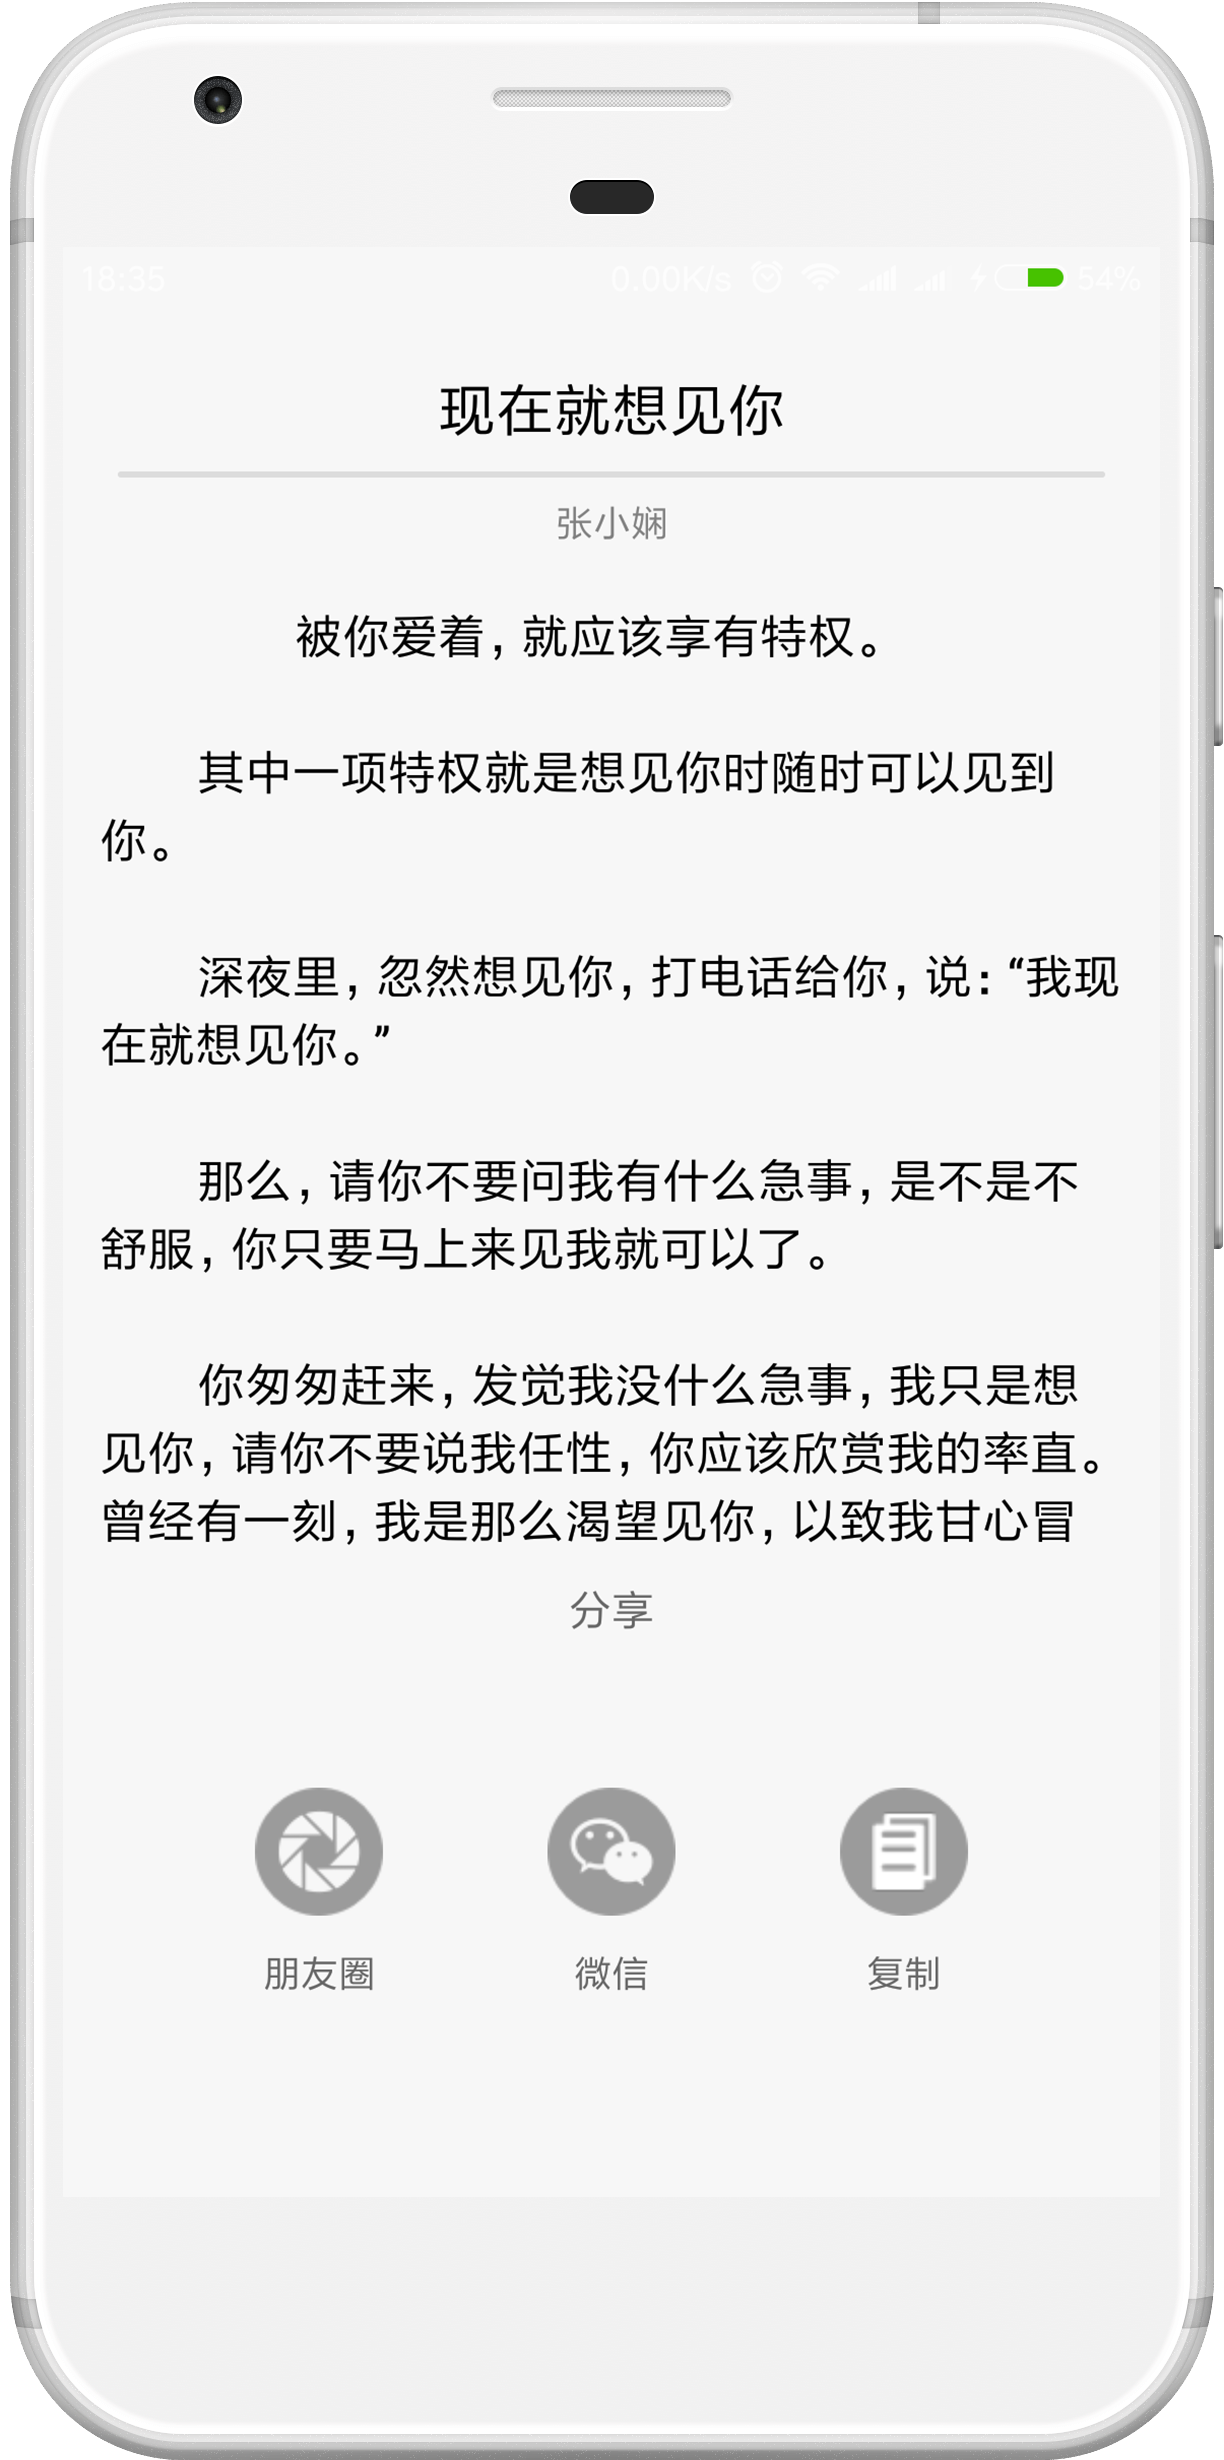 18:35 0.00K/s 54%
现在就想见你
张小娴
被你爱着，就应该享有特权。
其中一项特权就是想见你时随时可以见到
你。
深夜里，忽然想见你，打电话给你，说：“我现
在就想见你。”
那么，请你不要问我有什么急事，是不是不
舒服，你只要马上来见我就可以了。
你匆匆赶来，发觉我没什么急事，我只是想
见你，请你不要说我任性，你应该欣赏我的率直。
曾经有一刻，我是那么渴望见你，以致我甘心冒
分享
朋友圈 微信 复制